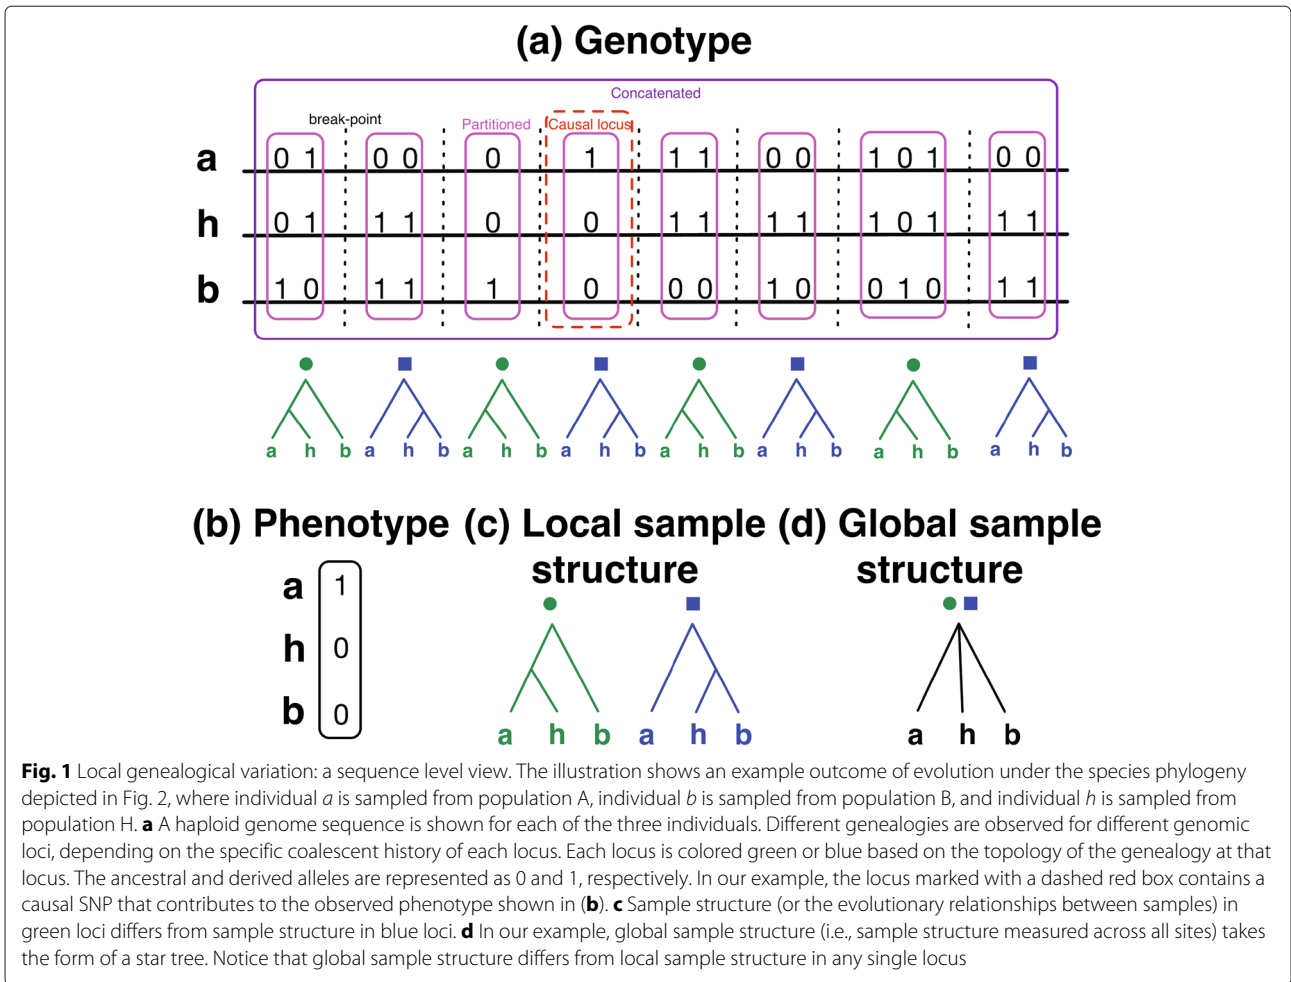 (a) Genotype
Concatenated
break-point
Partitioned
Causal locus
a 0 1 0 0 0 1 1 1 0 0 1 0 1 0 0
h 0 1 1 1 0 0 1 1 1 1 1 0 1 1 1
b 1 0 1 1 1 0 0 0 1 0 0 1 0 1 1
a h b a h b a h b a h b a h b a h b a h b a h b
(b) Phenotype
a 1
h 0
b 0
(c) Local sample
structure
a h b a h b
(d) Global sample
structure
a h b
Fig. 1 Local genealogical variation: a sequence level view. The illustration shows an example outcome of evolution under the species phylogeny
depicted in Fig. 2, where individual a is sampled from population A, individual b is sampled from population B, and individual h is sampled from
population H. a A haploid genome sequence is shown for each of the three individuals. Different genealogies are observed for different genomic
loci, depending on the specific coalescent history of each locus. Each locus is colored green or blue based on the topology of the genealogy at that
locus. The ancestral and derived alleles are represented as 0 and 1, respectively. In our example, the locus marked with a dashed red box contains a
causal SNP that contributes to the observed phenotype shown in (b). c Sample structure (or the evolutionary relationships between samples) in
green loci differs from sample structure in blue loci. d In our example, global sample structure (i.e., sample structure measured across all sites) takes
the form of a star tree. Notice that global sample structure differs from local sample structure in any single locus